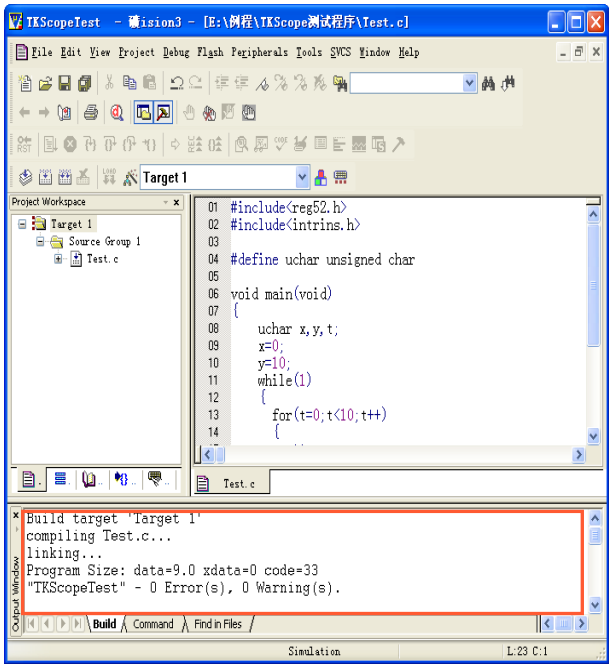 TKScopeTest - 礦ision3 - [E:\例程\TKScope测试程序\Test.c]
File Edit View Project Debug Flash Peripherals Tools SVCS Window Help
Target 1
Project Workspace
Target 1
Source Group 1
Test.c
01 #include<reg52.h>
02 #include<intrins.h>
03
04 #define uchar unsigned char
05
06 void main(void)
07 {
08 uchar x,y,t;
09 x=0;
10 y=10;
11 while(1)
12 {
13 for(t=0;t<10;t++)
14 {
Test.c
Build target 'Target 1'
compiling Test.c...
linking...
Program Size: data=9.0 xdata=0 code=33
"TKScopeTest" - 0 Error(s), 0 Warning(s).
Output Window
Build Command Find in Files
Simulation L:23 C:1